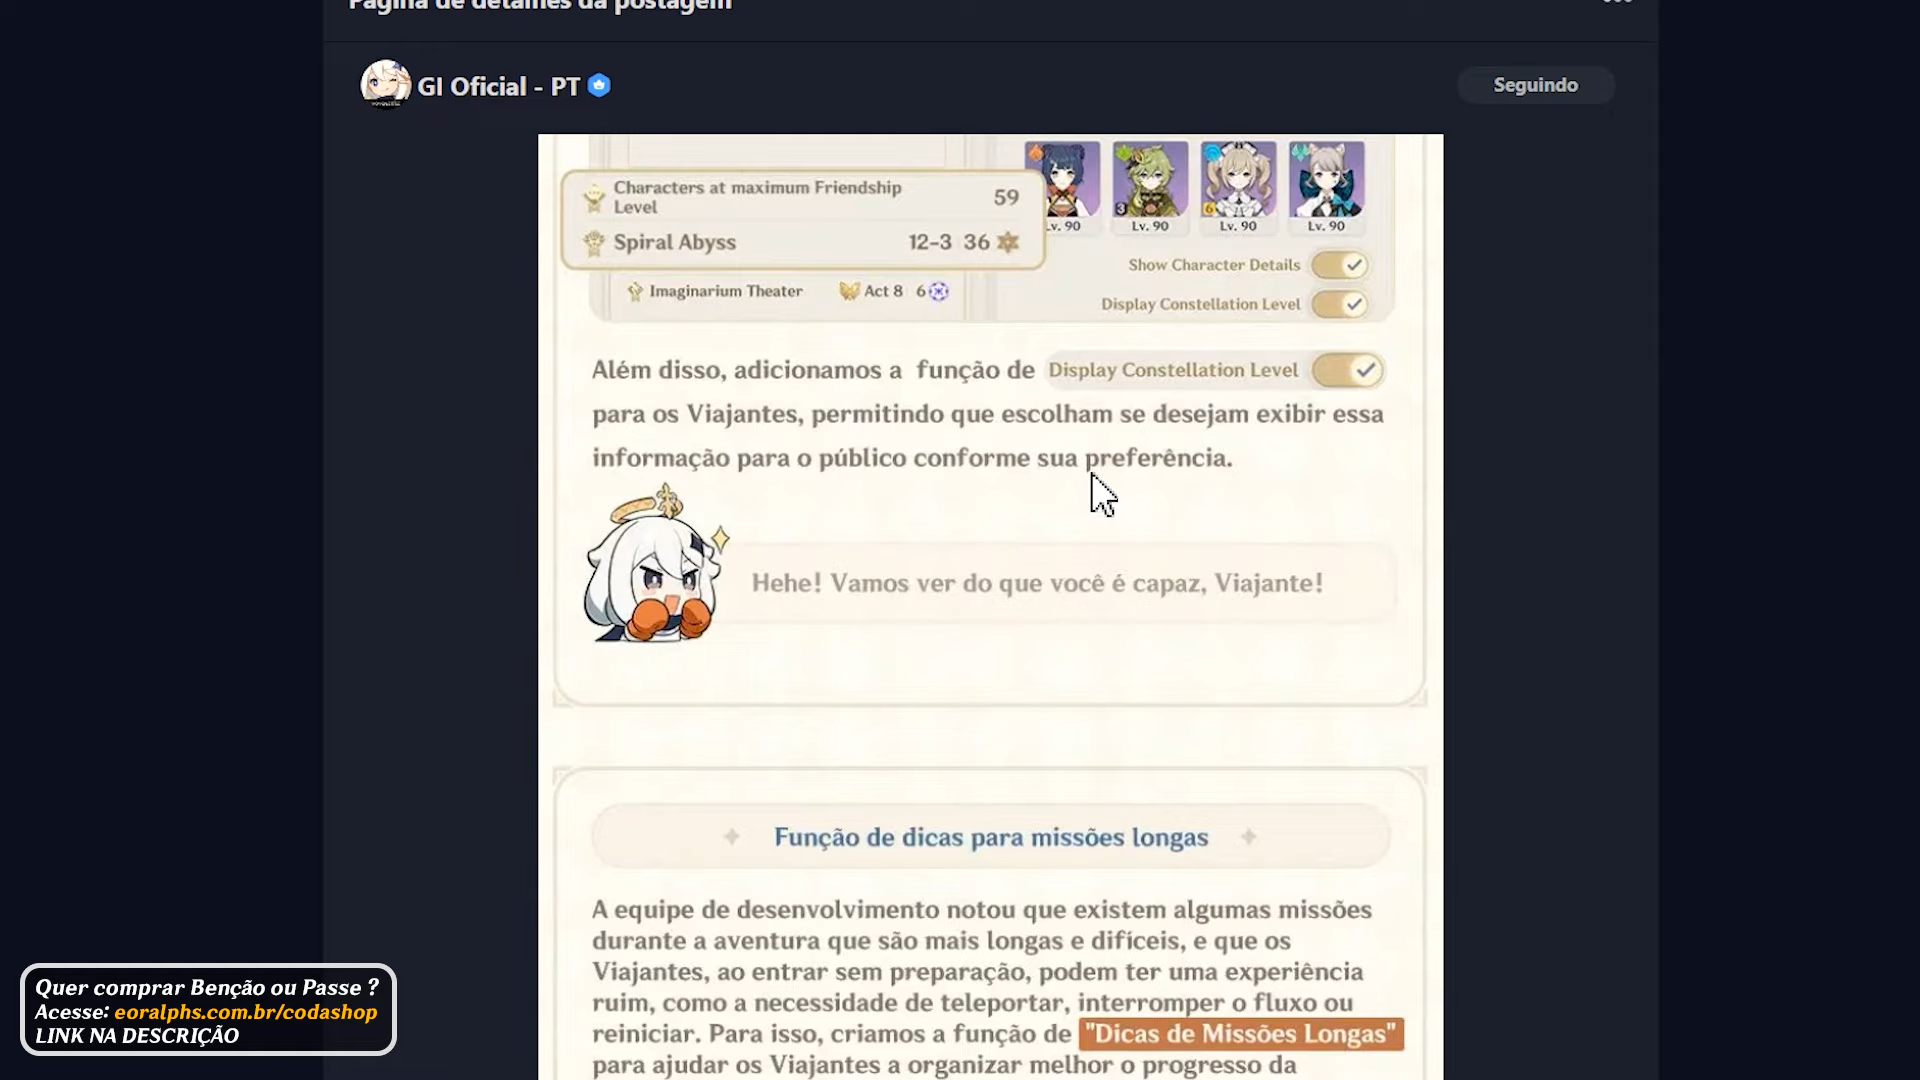 Página de detalhes da postagem
GI Oficial - PT
Seguindo
Characters at maximum Friendship
Level
59
Spiral Abyss
12-3 36
Imaginarium Theater
Act 8 6
Lv. 90
3
Lv. 90
6
Lv. 90
Lv. 90
Show Character Details
Display Constellation Level
Além disso, adicionamos a função de Display Constellation Level
para os Viajantes, permitindo que escolham se desejam exibir essa
informação para o público conforme sua preferência.
Hehe! Vamos ver do que você é capaz, Viajante!
Função de dicas para missões longas
A equipe de desenvolvimento notou que existem algumas missões
durante a aventura que são mais longas e difíceis, e que os
Viajantes, ao entrar sem preparação, podem ter uma experiência
ruim, como a necessidade de teleportar, interromper o fluxo ou
reiniciar. Para isso, criamos a função de "Dicas de Missões Longas"
para ajudar os Viajantes a organizar melhor o progresso da
Quer comprar Benção ou Passe ?
Acesse: eoralphs.com.br/codashop
LINK NA DESCRIÇÃO